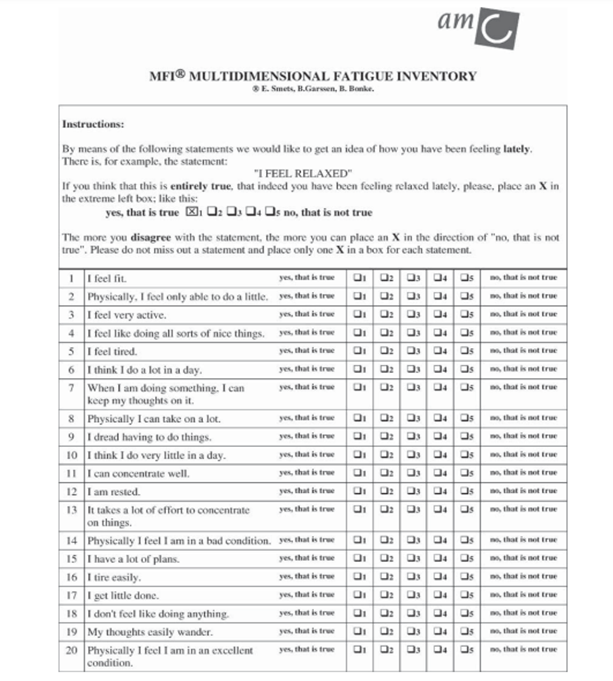 amC
MFI® MULTIDIMENSIONAL FATIGUE INVENTORY
® E. Smets, B.Garssen, B. Bonke.
Instructions:
By means of the following statements we would like to get an idea of how you have been feeling lately.
There is, for example, the statement:
"I FEEL RELAXED"
If you think that this is entirely true, that indeed you have been feeling relaxed lately, please, place an X in
the extreme left box; like this:
yes, that is true ☒1 ❏2 ❏3 ❏4 ❏5 no, that is not true
The more you disagree with the statement, the more you can place an X in the direction of "no, that is not
true". Please do not miss out a statement and place only one X in a box for each statement.
1 I feel fit. yes, that is true ❏1 ❏2 ❏3 ❏4 ❏5 no, that is not true
2 Physically, I feel only able to do a little. yes, that is true ❏1 ❏2 ❏3 ❏4 ❏5 no, that is not true
3 I feel very active. yes, that is true ❏1 ❏2 ❏3 ❏4 ❏5 no, that is not true
4 I feel like doing all sorts of nice things. yes, that is true ❏1 ❏2 ❏3 ❏4 ❏5 no, that is not true
5 I feel tired. yes, that is true ❏1 ❏2 ❏3 ❏4 ❏5 no, that is not true
6 I think I do a lot in a day. yes, that is true ❏1 ❏2 ❏3 ❏4 ❏5 no, that is not true
7 When I am doing something, I can yes, that is true ❏1 ❏2 ❏3 ❏4 ❏5 no, that is not true
keep my thoughts on it.
8 Physically I can take on a lot. yes, that is true ❏1 ❏2 ❏3 ❏4 ❏5 no, that is not true
9 I dread having to do things. yes, that is true ❏1 ❏2 ❏3 ❏4 ❏5 no, that is not true
10 I think I do very little in a day. yes, that is true ❏1 ❏2 ❏3 ❏4 ❏5 no, that is not true
11 I can concentrate well. yes, that is true ❏1 ❏2 ❏3 ❏4 ❏5 no, that is not true
12 I am rested. yes, that is true ❏1 ❏2 ❏3 ❏4 ❏5 no, that is not true
13 It takes a lot of effort to concentrate yes, that is true ❏1 ❏2 ❏3 ❏4 ❏5 no, that is not true
on things.
14 Physically I feel I am in a bad condition. yes, that is true ❏1 ❏2 ❏3 ❏4 ❏5 no, that is not true
15 I have a lot of plans. yes, that is true ❏1 ❏2 ❏3 ❏4 ❏5 no, that is not true
16 I tire easily. yes, that is true ❏1 ❏2 ❏3 ❏4 ❏5 no, that is not true
17 I get little done. yes, that is true ❏1 ❏2 ❏3 ❏4 ❏5 no, that is not true
18 I don't feel like doing anything. yes, that is true ❏1 ❏2 ❏3 ❏4 ❏5 no, that is not true
19 My thoughts easily wander. yes, that is true ❏1 ❏2 ❏3 ❏4 ❏5 no, that is not true
20 Physically I feel I am in an excellent yes, that is true ❏1 ❏2 ❏3 ❏4 ❏5 no, that is not true
condition.